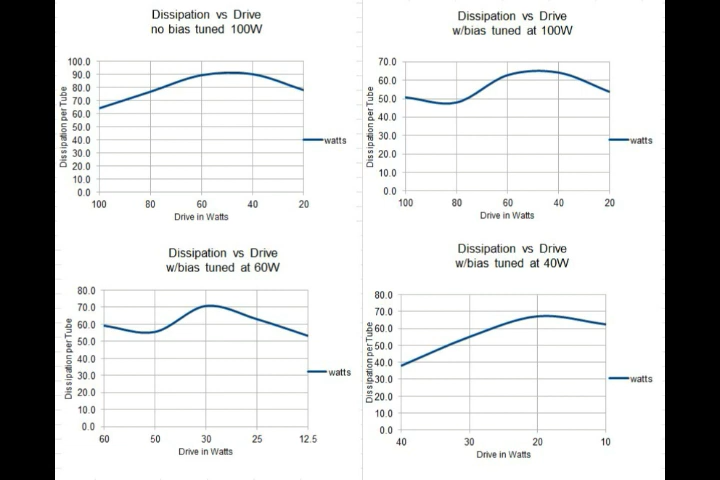 Dissipation vs Drive
no bias tuned 100W
100.0
90.0
80.0
70.0
60.0
50.0
40.0
30.0
20.0
10.0
0.0
Dissipation per Tube
100 80 60 40 20
Drive in Watts
watts
Dissipation vs Drive
w/bias tuned at 100W
70.0
60.0
50.0
40.0
30.0
20.0
10.0
0.0
Dissipation per Tube
100 80 60 40 20
Drive in Watts
watts
Dissipation vs Drive
w/bias tuned at 60W
80.0
70.0
60.0
50.0
40.0
30.0
20.0
10.0
0.0
Dissipation per Tube
60 50 30 25 12.5
Drive in Watts
watts
Dissipation vs Drive
w/bias tuned at 40W
80.0
70.0
60.0
50.0
40.0
30.0
20.0
10.0
0.0
Dissipation per Tube
40 30 20 10
Drive in Watts
watts